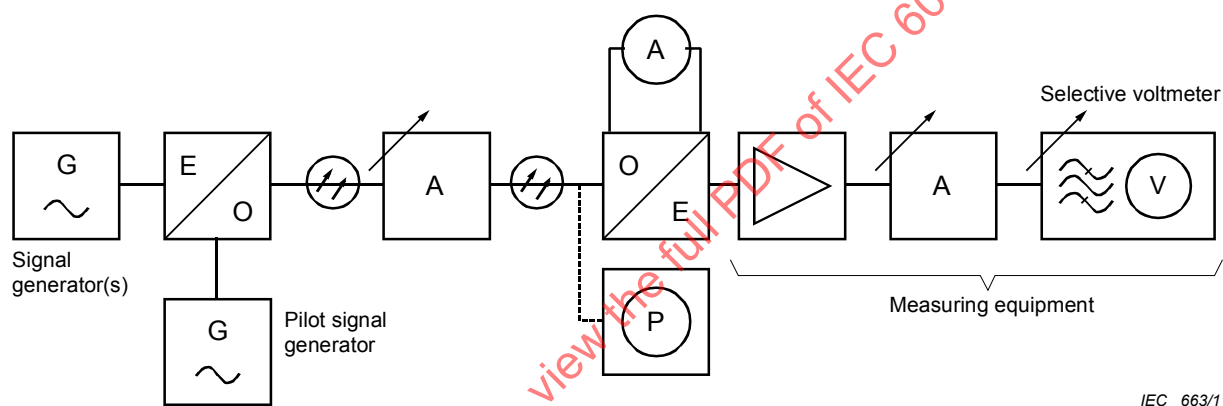 A
Selective voltmeter
G
E
O
A
O
E
A
V
Signal
generator(s)
G
Pilot signal
generator
P
Measuring equipment
view the full PDF of IEC 60
IEC 663/1